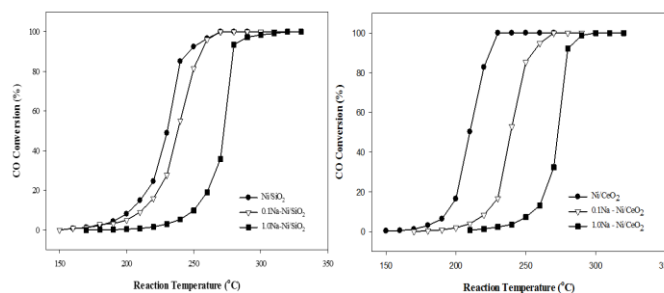 100
80
60
40
20
0
CO Conversion (%)
Ni/SiO₂
0.1Na-Ni/SiO₂
1.0Na-Ni/SiO₂
150 200 250 300 350
Reaction Temperature (°C)
100
80
60
40
20
0
CO Conversion (%)
Ni/CeO₂
0.1Na - Ni/CeO₂
1.0Na - Ni/CeO₂
150 200 250 300
Reaction Temperature (°C)